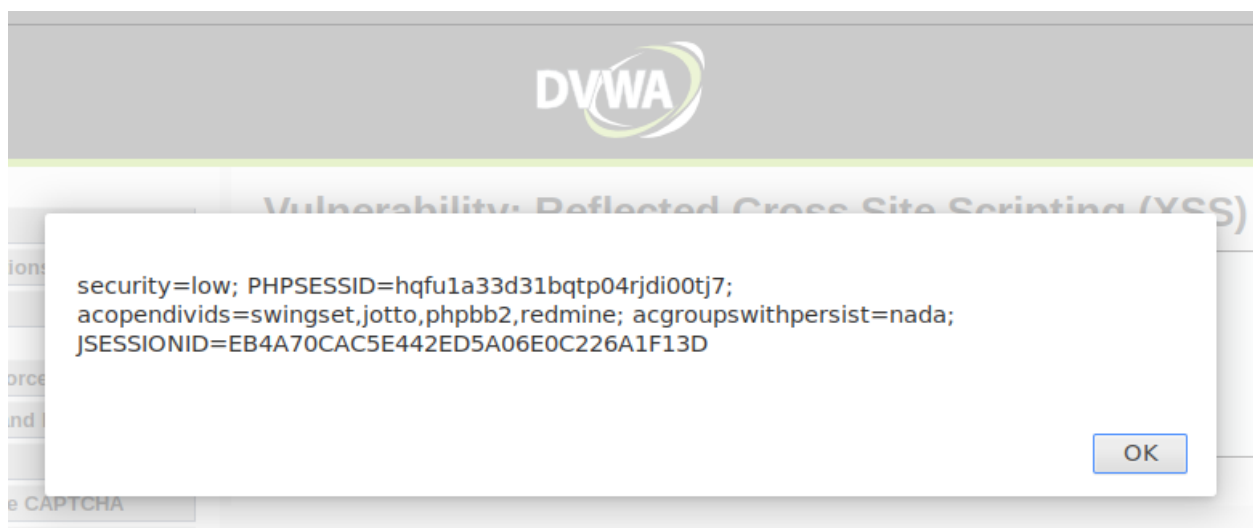 DVWA
Vulnerability: Reflected Cross Site Scripting (XSS)
security=low; PHPSESSID=hqfu1a33d31bqtp04rjdi00tj7;
acopendivids=swingset,jotto,phpbb2,redmine; acgroupswithpersist=nada;
JSESSIONID=EB4A70CAC5E442ED5A06E0C226A1F13D
OK
CAPTCHA